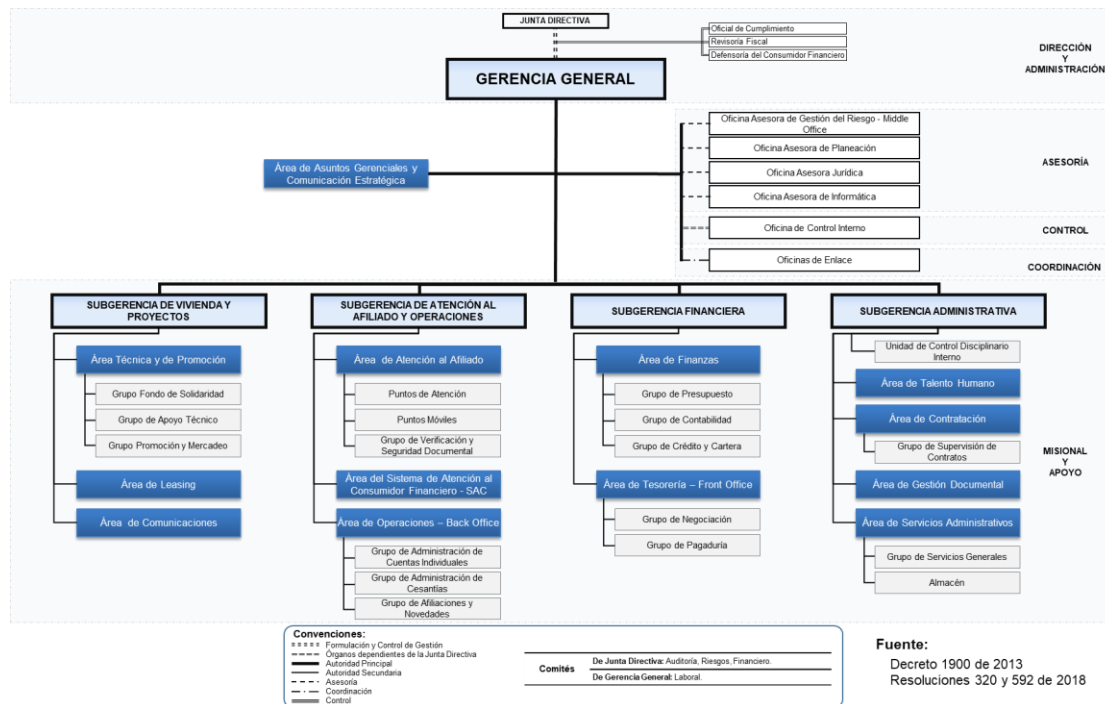 JUNTA DIRECTIVA
Oficial de Cumplimiento
Revisoría Fiscal
Defensoría del Consumidor Financiero
DIRECCIÓN
Y
ADMINISTRACIÓN
GERENCIA GENERAL
Oficina Asesora de Gestión del Riesgo - Middle
Office
Oficina Asesora de Planeación
Oficina Asesora Jurídica
Oficina Asesora de Informática
ASESORÍA
Área de Asuntos Gerenciales y
Comunicación Estratégica
Oficina de Control Interno
CONTROL
Oficinas de Enlace
COORDINACIÓN
SUBGERENCIA DE VIVIENDA Y
PROYECTOS
Área Técnica y de Promoción
Grupo Fondo de Solidaridad
Grupo de Apoyo Técnico
Grupo Promoción y Mercadeo
Área de Leasing
Área de Comunicaciones
SUBGERENCIA DE ATENCIÓN AL
AFILIADO Y OPERACIONES
Área de Atención al Afiliado
Puntos de Atención
Puntos Móviles
Grupo de Verificación y
Seguridad Documental
Área del Sistema de Atención al
Consumidor Financiero - SAC
Área de Operaciones – Back Office
Grupo de Administración de
Cuentas Individuales
Grupo de Administración de
Cesantías
Grupo de Afiliaciones y
Novedades
SUBGERENCIA FINANCIERA
Área de Finanzas
Grupo de Presupuesto
Grupo de Contabilidad
Grupo de Crédito y Cartera
Área de Tesorería – Front Office
Grupo de Negociación
Grupo de Pagaduría
SUBGERENCIA ADMINISTRATIVA
Unidad de Control Disciplinario
Interno
Área de Talento Humano
Área de Contratación
Grupo de Supervisión de
Contratos
Área de Gestión Documental
Área de Servicios Administrativos
Grupo de Servicios Generales
Almacén
MISIONAL
Y
APOYO
Convenciones:
Formulación y Control de Gestión
Órganos dependientes de la Junta Directiva
Autoridad Principal
Autoridad Secundaria
Asesoría
Coordinación
Control
Comités
De Junta Directiva: Auditoría, Riesgos, Financiero.
De Gerencia General: Laboral.
Fuente:
Decreto 1900 de 2013
Resoluciones 320 y 592 de 2018